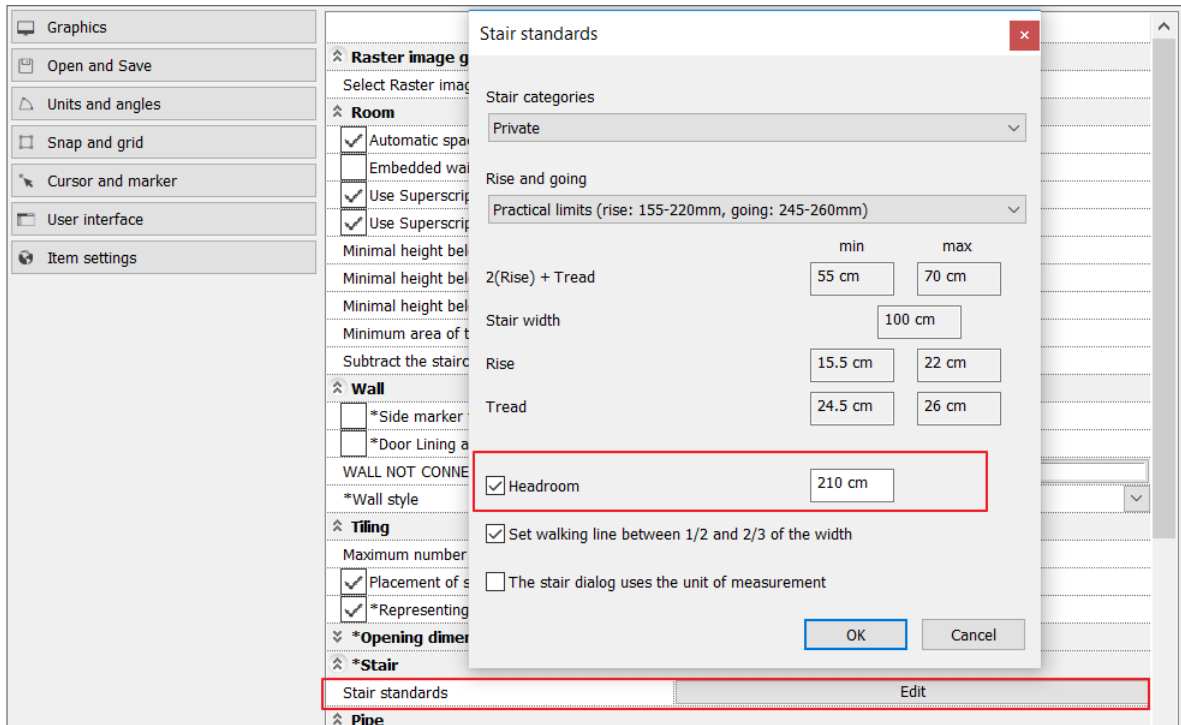 Graphics
Open and Save
Units and angles
Snap and grid
Cursor and marker
User interface
Item settings
Raster image g
Select Raster imag
Room
Automatic spa
Embedded wai
Use Superscrip
Use Superscrip
Minimal height bel
Minimal height bel
Minimal height bel
Minimum area of t
Subtract the stairc
Wall
*Side marker
*Door Lining a
WALL NOT CONNE
*Wall style
Tiling
Maximum number
Placement of s
*Representing
*Opening dimen
*Stair
Stair standards
Edit
Pipe
Stair standards
Stair categories
Private
Rise and going
Practical limits (rise: 155-220mm, going: 245-260mm)
min max
2(Rise) + Tread 55 cm 70 cm
Stair width 100 cm
Rise 15.5 cm 22 cm
Tread 24.5 cm 26 cm
Headroom 210 cm
Set walking line between 1/2 and 2/3 of the width
The stair dialog uses the unit of measurement
OK Cancel